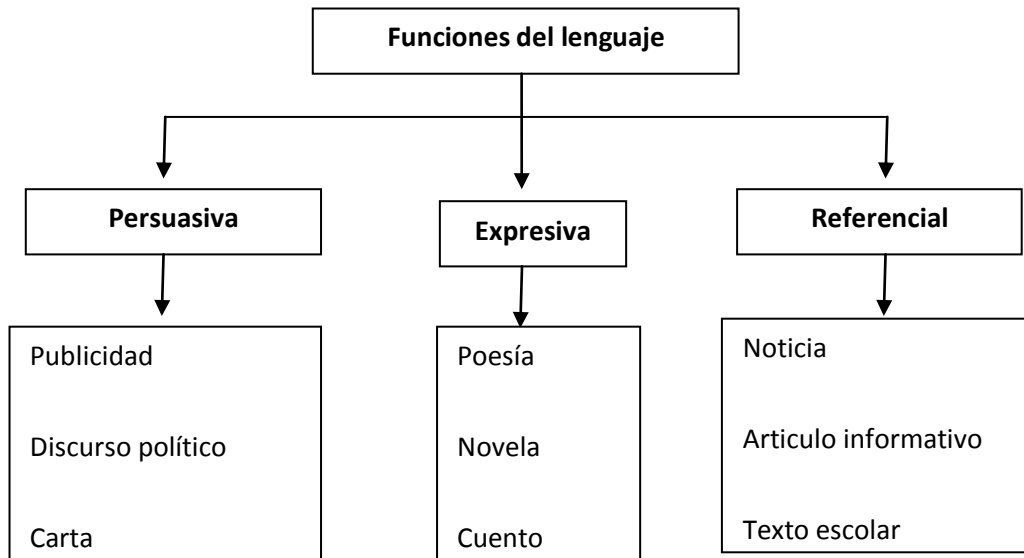 Funciones del lenguaje
Persuasiva
Expresiva
Referencial
Publicidad
Discurso político
Carta
Poesía
Novela
Cuento
Noticia
Articulo informativo
Texto escolar